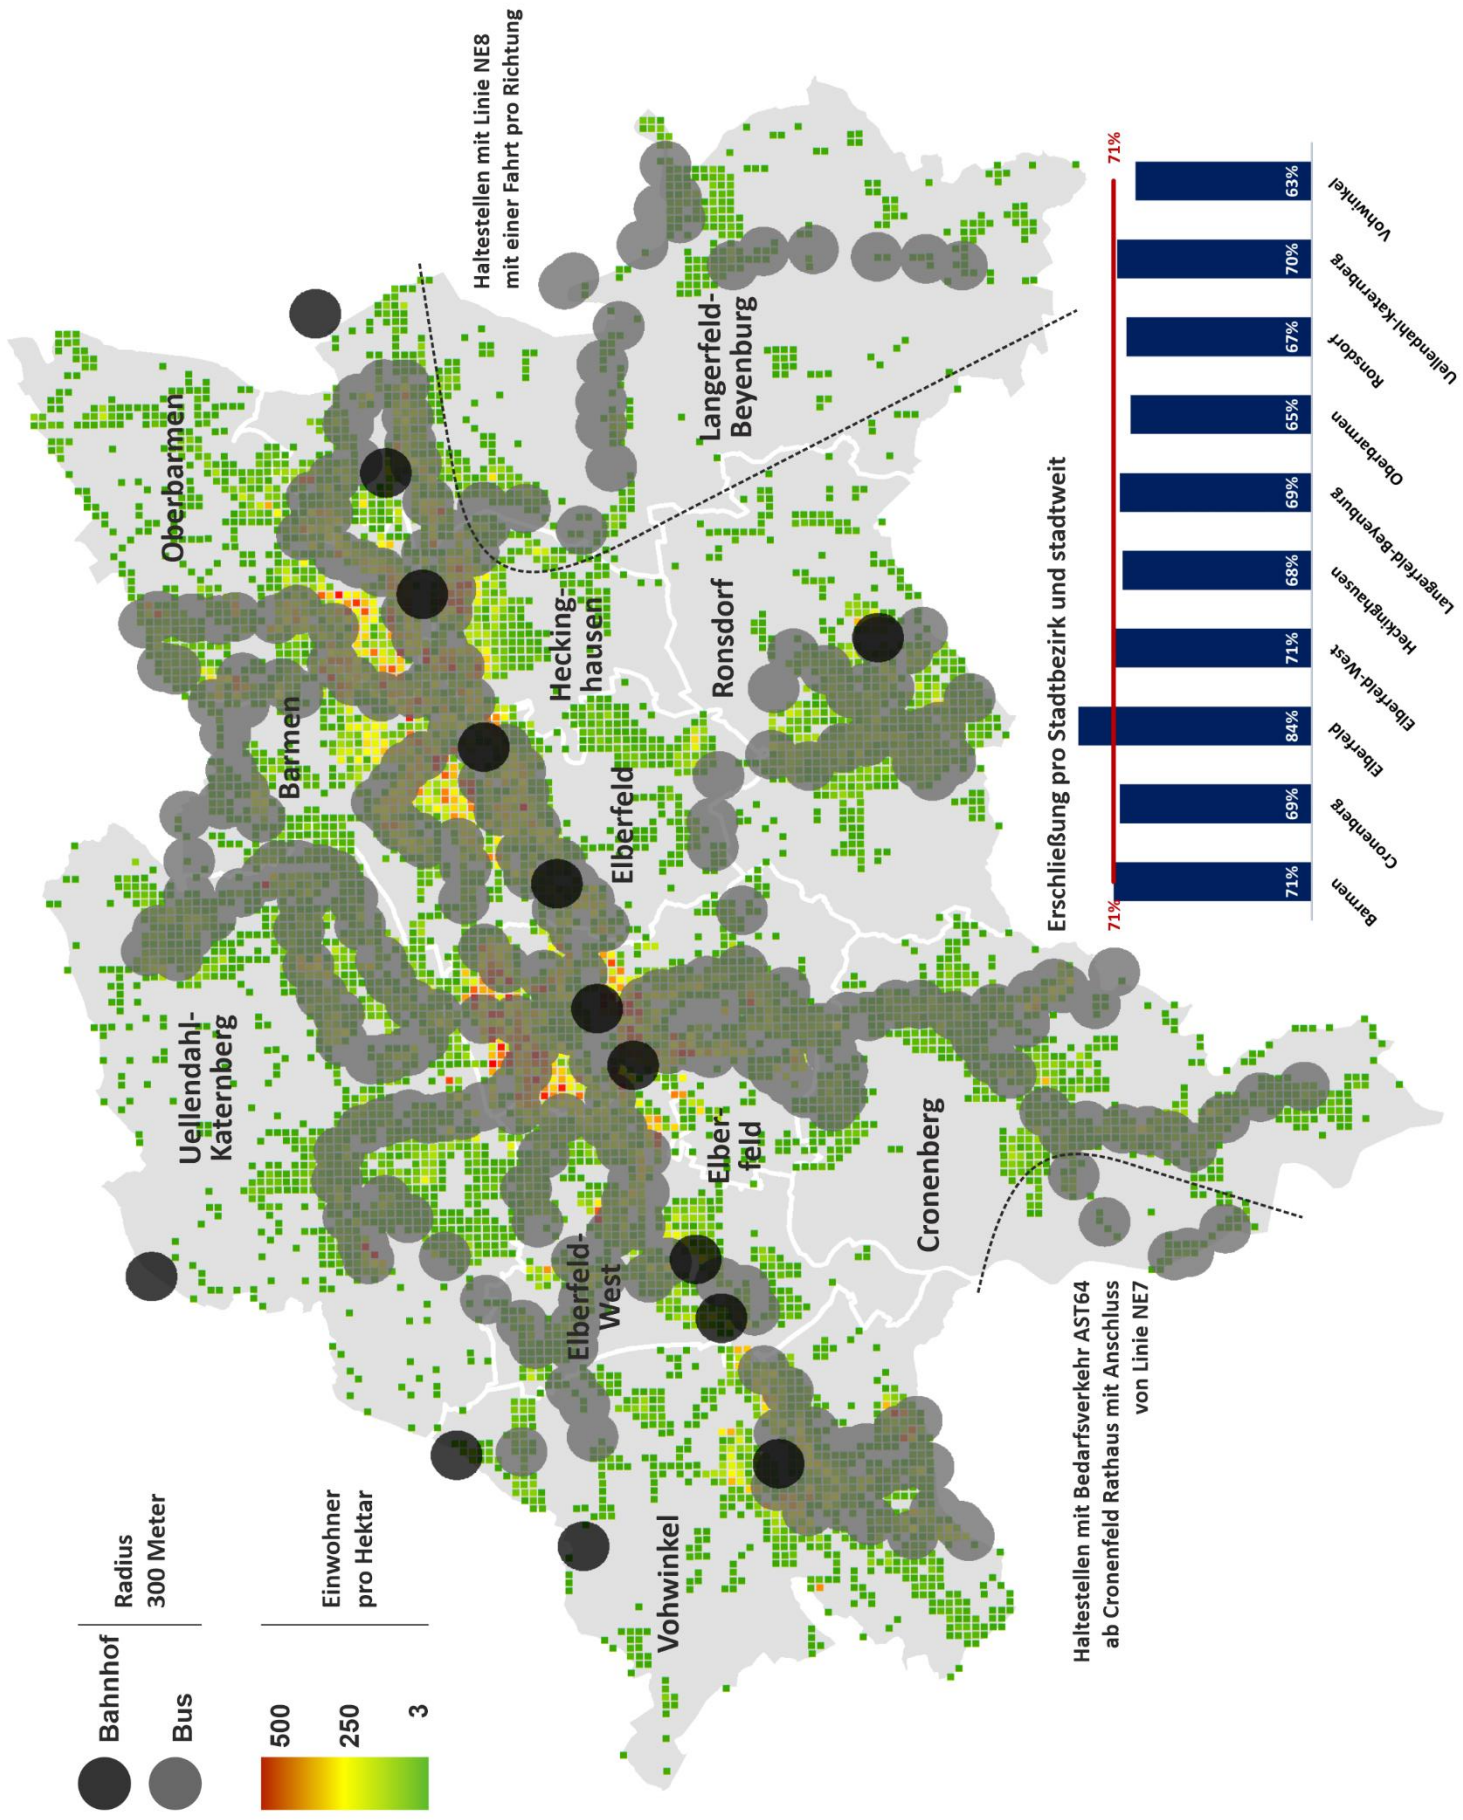 Bahnhof
Bus
Radius
300 Meter
500
250
3
Einwohner
pro Hektar
Uellendahl-
Katernberg
Oberbarmen
Barmen
Vohwinkel
Elberfeld-
West
Elber-
feld
Elberfeld
Hecking-
hausen
Ronsdorf
Langerfeld-
Beyenburg
Cronenberg
Haltestellen mit Linie NE8
mit einer Fahrt pro Richtung
Haltestellen mit Bedarfsverkehr AST64
ab Cronenfeld Rathaus mit Anschluss
von Linie NE7
Erschließung pro Stadtbezirk und stadtweit
71%
71%
71%
69%
84%
71%
68%
69%
65%
67%
70%
63%
Barmen
Cronenberg
Elberfeld
Elberfeld-West
Heckinghausen
Langerfeld-Beyenburg
Oberbarmen
Ronsdorf
Uellendahl-Katernberg
Vohwinkel